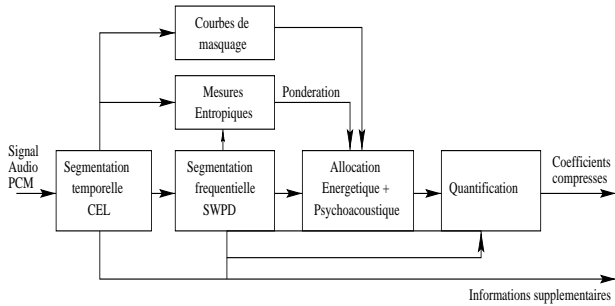 Courbes de
masquage
Mesures
Entropiques
Ponderation
Signal
Audio
PCM
Segmentation
temporelle
CEL
Segmentation
frequentielle
SWPD
Allocation
Energetique +
Psychoacoustique
Quantification
Coefficients
compresses
Informations supplementaires